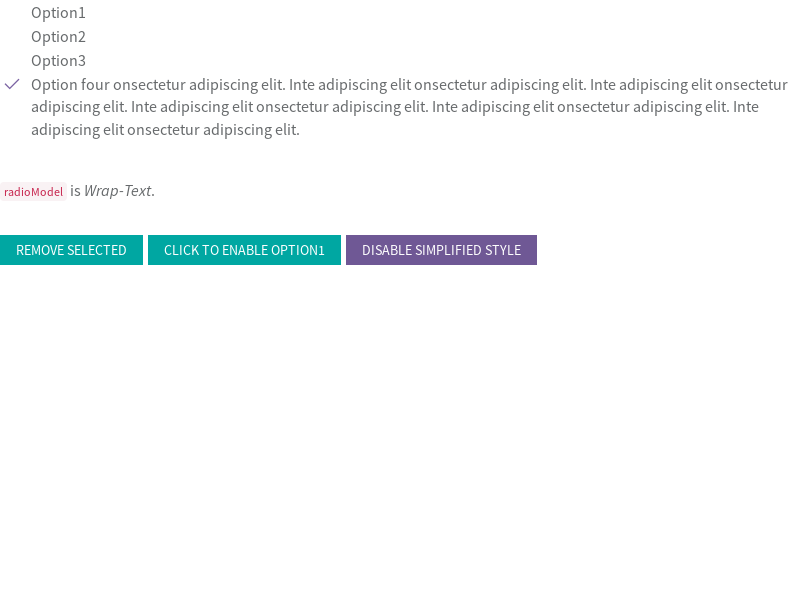 Option1
Option2
Option3
Option four onsectetur adipiscing elit. Inte adipiscing elit onsectetur adipiscing elit. Inte adipiscing elit onsectetur
adipiscing elit. Inte adipiscing elit onsectetur adipiscing elit. Inte adipiscing elit onsectetur adipiscing elit. Inte
adipiscing elit onsectetur adipiscing elit.
radioModel is Wrap-Text.
REMOVE SELECTED CLICK TO ENABLE OPTION1 DISABLE SIMPLIFIED STYLE